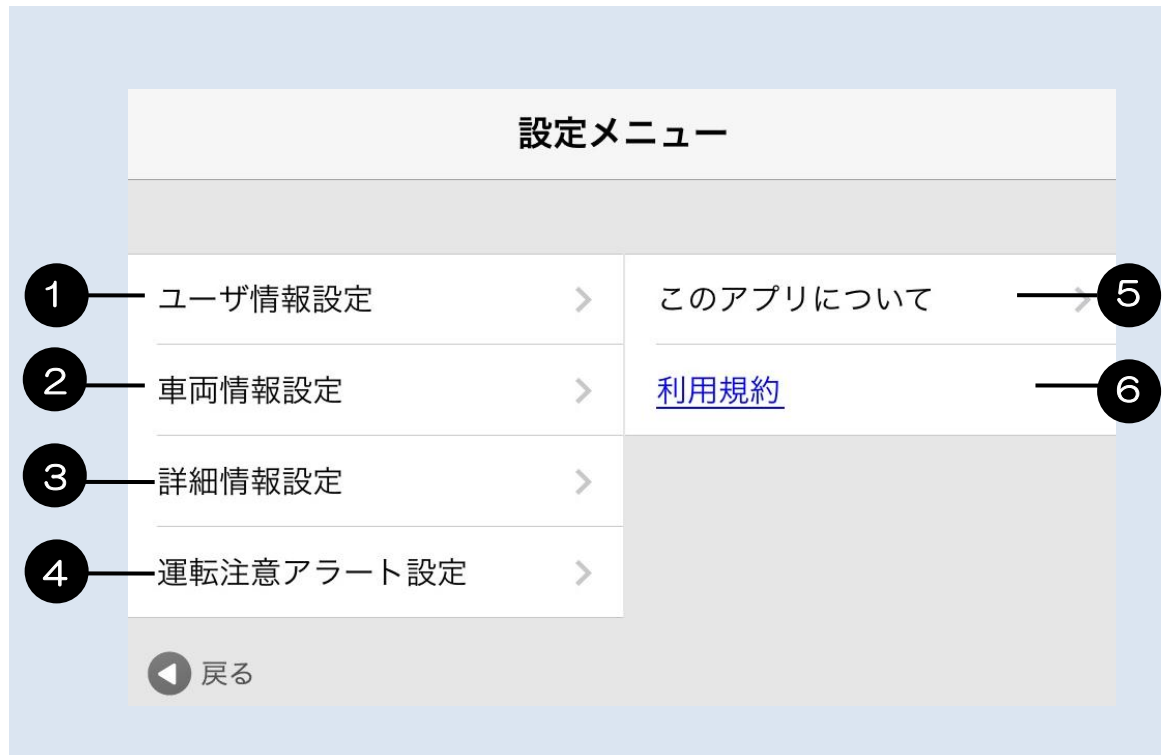 設定メニュー
1 ユーザ情報設定
2 車両情報設定
3 詳細情報設定
4 運転注意アラート設定
このアプリについて 5
利用規約 6
戻る